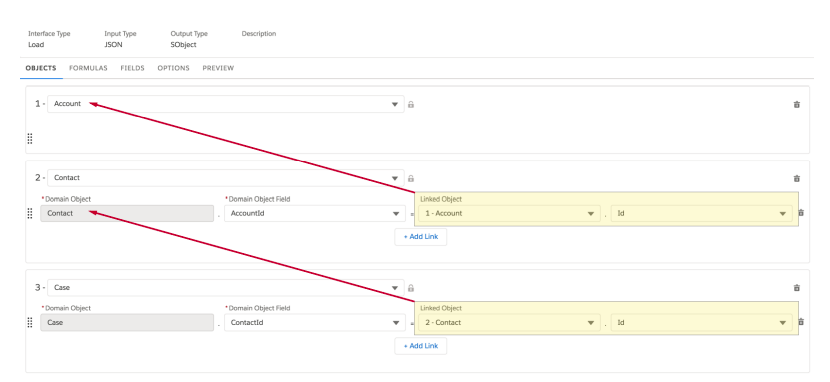 Interface Type Input Type Output Type Description
Load JSON SObject
OBJECTS FORMULAS FIELDS OPTIONS PREVIEW
1 - Account
2 - Contact
*Domain Object *Domain Object Field Linked Object
Contact . AccountId = 1 - Account . Id
+ Add Link
3 - Case
*Domain Object *Domain Object Field Linked Object
Case . ContactId = 2 - Contact . Id
+ Add Link